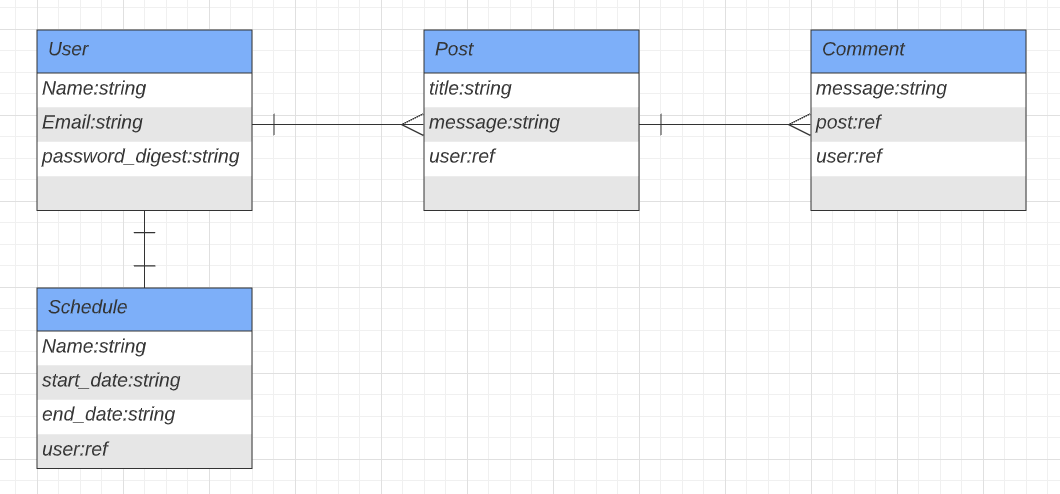 User
Name:string
Email:string
password_digest:string
Post
title:string
message:string
user:ref
Comment
message:string
post:ref
user:ref
Schedule
Name:string
start_date:string
end_date:string
user:ref